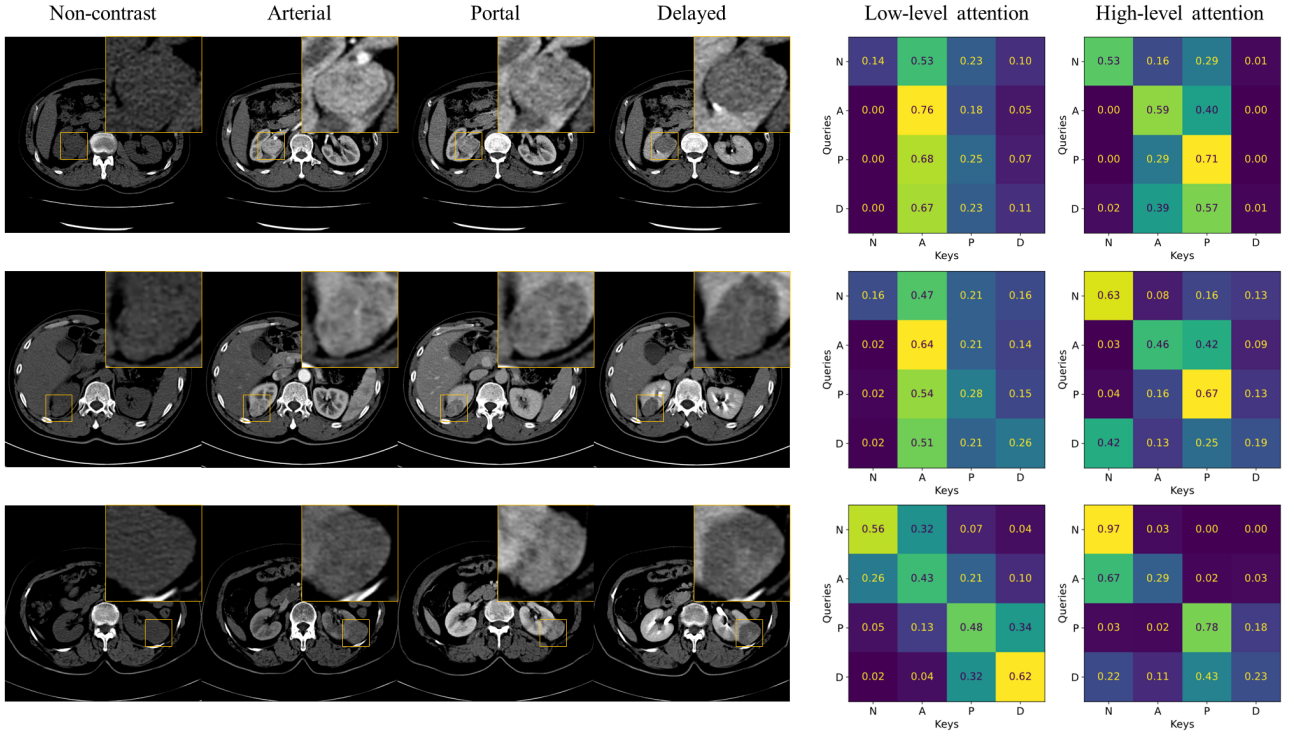 Non-contrast Arterial Portal Delayed Low-level attention High-level attention
N 0.14 0.53 0.23 0.10
A 0.00 0.76 0.18 0.05
P 0.00 0.68 0.25 0.07
D 0.00 0.67 0.23 0.11
N A P D
Keys
Queries
N 0.53 0.16 0.29 0.01
A 0.00 0.59 0.40 0.00
P 0.00 0.29 0.71 0.00
D 0.02 0.39 0.57 0.01
N A P D
Keys
Queries
N 0.16 0.47 0.21 0.16
A 0.02 0.64 0.21 0.14
P 0.02 0.54 0.28 0.15
D 0.02 0.51 0.21 0.26
N A P D
Keys
Queries
N 0.63 0.08 0.16 0.13
A 0.03 0.46 0.42 0.09
P 0.04 0.16 0.67 0.13
D 0.42 0.13 0.25 0.19
N A P D
Keys
Queries
N 0.56 0.32 0.07 0.04
A 0.26 0.43 0.21 0.10
P 0.05 0.13 0.48 0.34
D 0.02 0.04 0.32 0.62
N A P D
Keys
Queries
N 0.97 0.03 0.00 0.00
A 0.67 0.29 0.02 0.03
P 0.03 0.02 0.78 0.18
D 0.22 0.11 0.43 0.23
N A P D
Keys
Queries